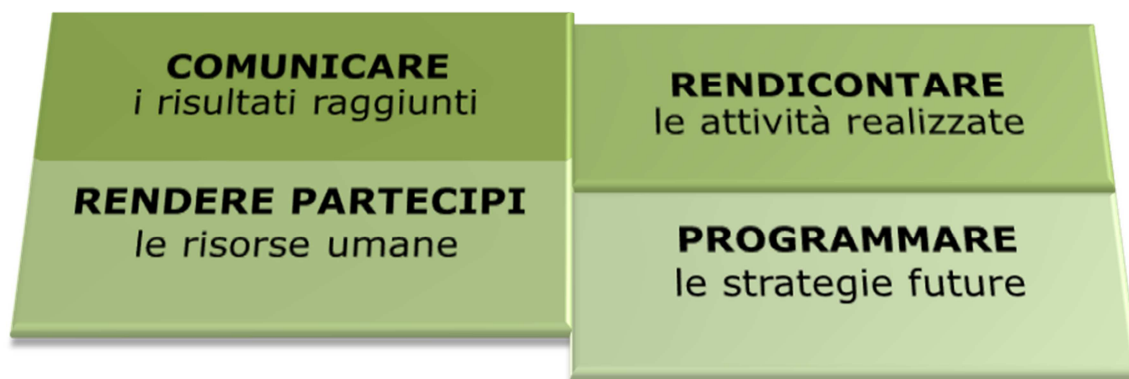 COMUNICARE
i risultati raggiunti
RENDICONTARE
le attività realizzate
RENDERE PARTECIPI
le risorse umane
PROGRAMMARE
le strategie future